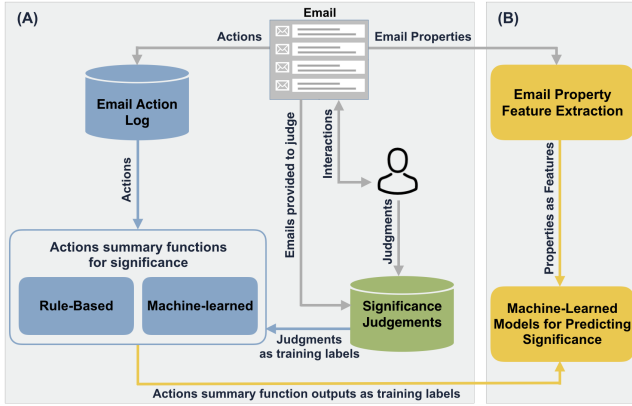 (A)
Email
(B)
Actions
Email Properties
Email Action
Log
Email Property
Feature Extraction
Actions
Emails provided to judge
Interactions
Judgments
Properties as Features
Actions summary functions
for significance
Rule-Based
Machine-learned
Significance
Judgements
Machine-Learned
Models for Predicting
Significance
Judgments
as training labels
Actions summary function outputs as training labels